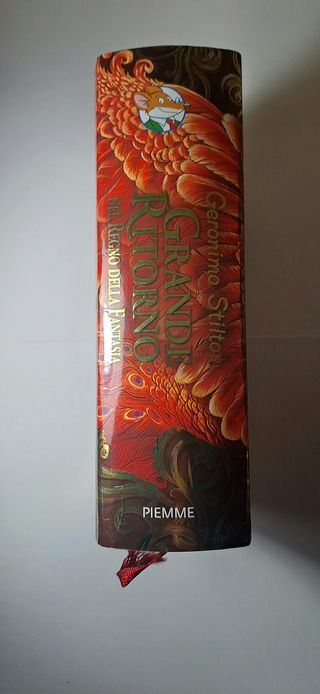 Geronimo Stilton
GRANDE
RITORNO
NEL REGNO DELLA FANTASIA
PIEMME